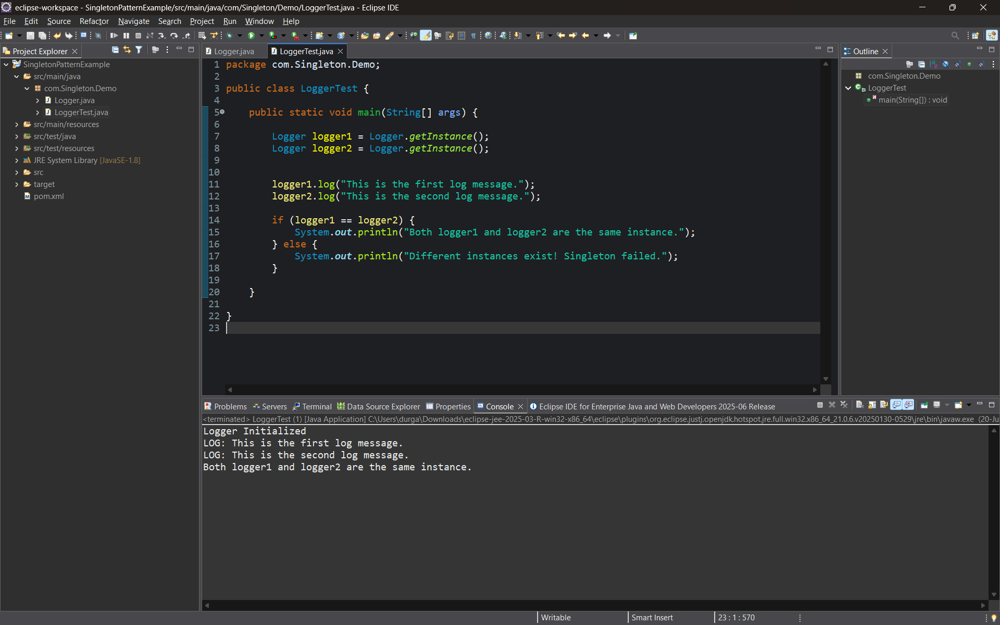 eclipse-workspace - SingletonPatternExample/src/main/java/com/Singleton/Demo/LoggerTest.java - Eclipse IDE
File Edit Source Refactor Navigate Search Project Run Window Help
Project Explorer
SingletonPatternExample
src/main/java
com.Singleton.Demo
Logger.java
LoggerTest.java
src/main/resources
src/test/java
src/test/resources
JRE System Library [JavaSE-1.8]
src
target
pom.xml
Logger.java LoggerTest.java
1 package com.Singleton.Demo;
2
3 public class LoggerTest {
4
5 public static void main(String[] args) {
6
7 Logger logger1 = Logger.getInstance();
8 Logger logger2 = Logger.getInstance();
9
10
11 logger1.log("This is the first log message.");
12 logger2.log("This is the second log message.");
13
14 if (logger1 == logger2) {
15 System.out.println("Both logger1 and logger2 are the same instance.");
16 } else {
17 System.out.println("Different instances exist! Singleton failed.");
18 }
19
20 }
21
22 }
23
Outline
com.Singleton.Demo
LoggerTest
main(String[]) : void
Problems Servers Terminal Data Source Explorer Properties Console Eclipse IDE for Enterprise Java and Web Developers 2025-06 Release
<terminated> LoggerTest (1) [Java Application] C:\Users\durga\Downloads\eclipse-jee-2025-03-R-win32-x86_64\eclipse\plugins\org.eclipse.justj.openjdk.hotspot.jre.full.win32.x86_64_21.0.6.v20250130-0529\jre\bin\javaw.exe (20-Ju
Logger Initialized
LOG: This is the first log message.
LOG: This is the second log message.
Both logger1 and logger2 are the same instance.
Writable Smart Insert 23 : 1 : 570